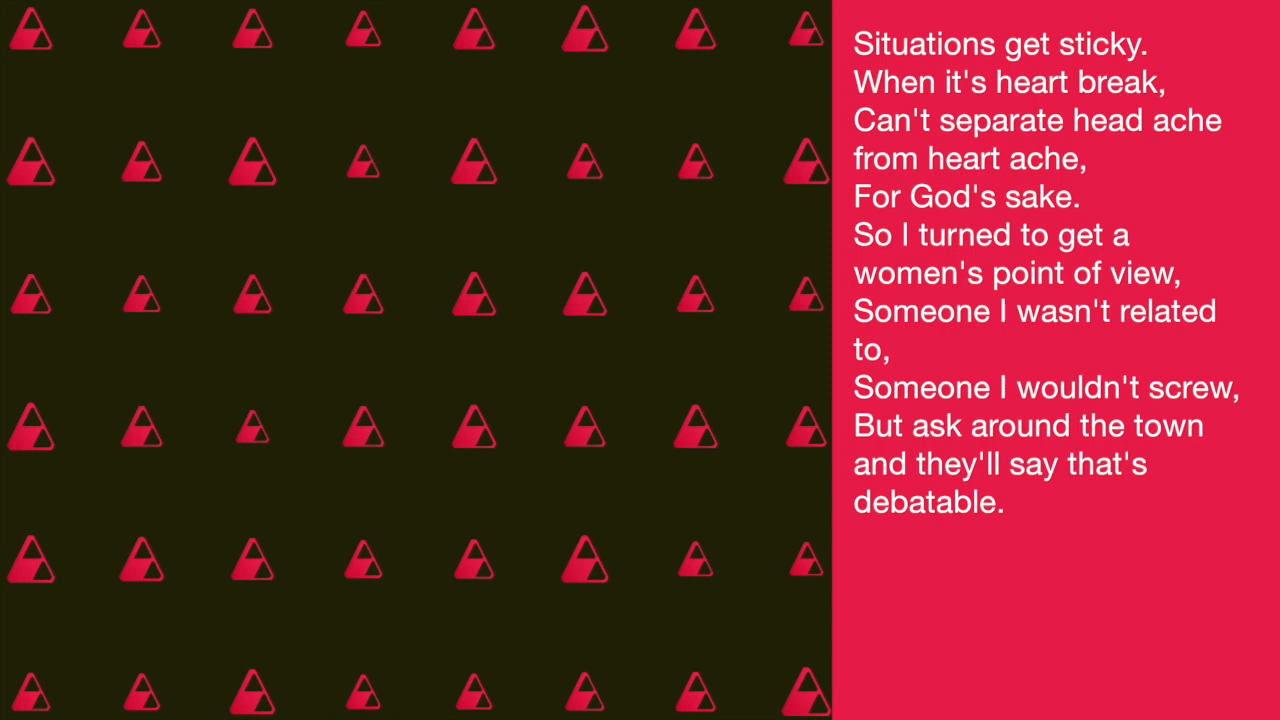 Situations get sticky.
When it's heart break,
Can't separate head ache
from heart ache,
For God's sake.
So I turned to get a
women's point of view,
Someone I wasn't related
to,
Someone I wouldn't screw,
But ask around the town
and they'll say that's
debatable.